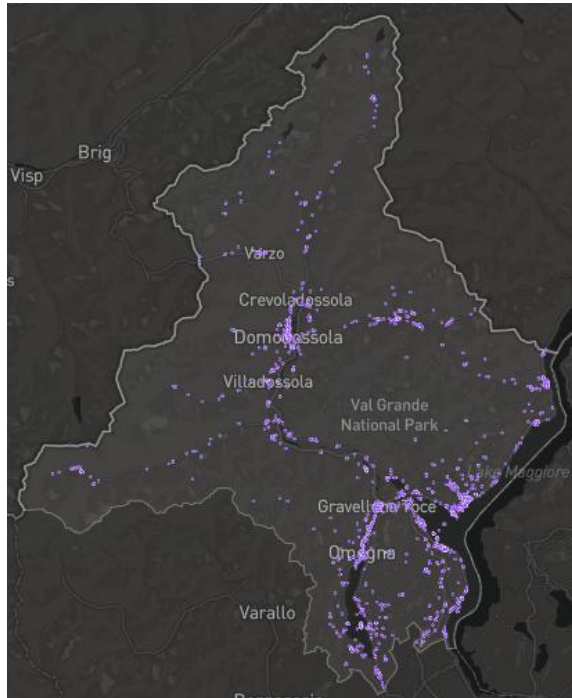 Brig
Visp
Varzo
Crevoladossola
Domodossola
Villadossola
Val Grande
National Park
Lake Maggiore
Gravellona Toce
Omegna
Varallo